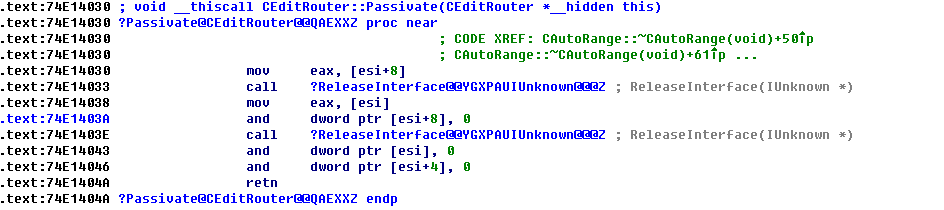 .text:74E14030 ; void __thiscall CEditRouter::Passivate(CEditRouter *__hidden this)
.text:74E14030 ?Passivate@CEditRouter@@QAEXXZ proc near
.text:74E14030 ; CODE XREF: CAutoRange::~CAutoRange(void)+50↑p
.text:74E14030 ; CAutoRange::~CAutoRange(void)+61↑p ...
.text:74E14030 mov eax, [esi+8]
.text:74E14033 call ?ReleaseInterface@@YGXPAUIUnknown@@@Z ; ReleaseInterface(IUnknown *)
.text:74E14038 mov eax, [esi]
.text:74E1403A and dword ptr [esi+8], 0
.text:74E1403E call ?ReleaseInterface@@YGXPAUIUnknown@@@Z ; ReleaseInterface(IUnknown *)
.text:74E14043 and dword ptr [esi], 0
.text:74E14046 and dword ptr [esi+4], 0
.text:74E1404A retn
.text:74E1404A ?Passivate@CEditRouter@@QAEXXZ endp